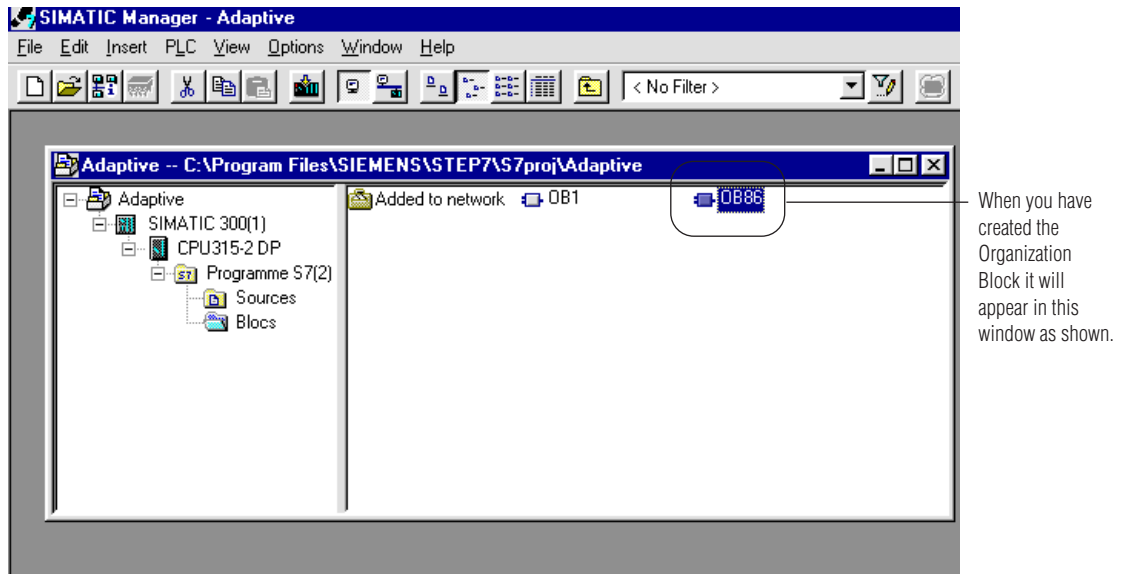 SIMATIC Manager - Adaptive
File Edit Insert PLC View Options Window Help
< No Filter >
Adaptive -- C:\Program Files\SIEMENS\STEP7\S7proj\Adaptive
Adaptive
SIMATIC 300(1)
CPU315-2 DP
S7 Programme S7(2)
Sources
Blocs
Added to network OB1 OB86
When you have
created the
Organization
Block it will
appear in this
window as shown.